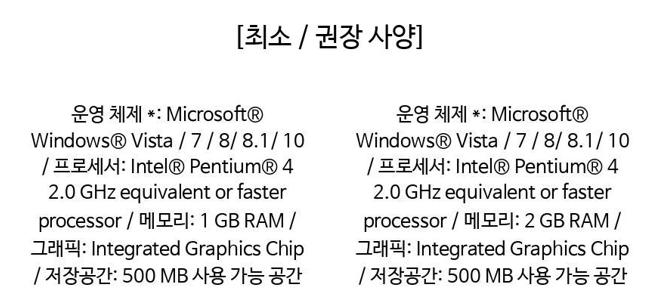 [최소 / 권장 사양]
운영 체제 *: Microsoft®
Windows® Vista / 7 / 8/ 8.1/ 10
/ 프로세서: Intel® Pentium® 4
2.0 GHz equivalent or faster
processor / 메모리: 1 GB RAM /
그래픽: Integrated Graphics Chip
/ 저장공간: 500 MB 사용 가능 공간
운영 체제 *: Microsoft®
Windows® Vista / 7 / 8/ 8.1/ 10
/ 프로세서: Intel® Pentium® 4
2.0 GHz equivalent or faster
processor / 메모리: 2 GB RAM /
그래픽: Integrated Graphics Chip
/ 저장공간: 500 MB 사용 가능 공간